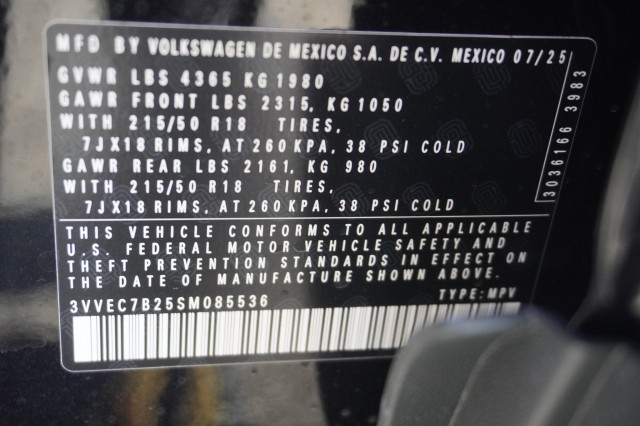 MFD BY VOLKSWAGEN DE MEXICO S.A. DE C.V. MEXICO 07/25
GVWR LBS 4365 KG 1980
GAWR FRONT LBS 2315, KG 1050
WITH 215/50 R18 TIRES,
7JX18 RIMS, AT 260 KPA, 38 PSI COLD
GAWR REAR LBS 2161, KG 980
WITH 215/50 R18 TIRES,
7JX18 RIMS, AT 260 KPA, 38 PSI COLD
3036166 3983
THIS VEHICLE CONFORMS TO ALL APPLICABLE
U.S. FEDERAL MOTOR VEHICLE SAFETY AND
THEFT PREVENTION STANDARDS IN EFFECT ON
THE DATE OF MANUFACTURE SHOWN ABOVE.
3VVEC7B25SM085536 TYPE:MPV